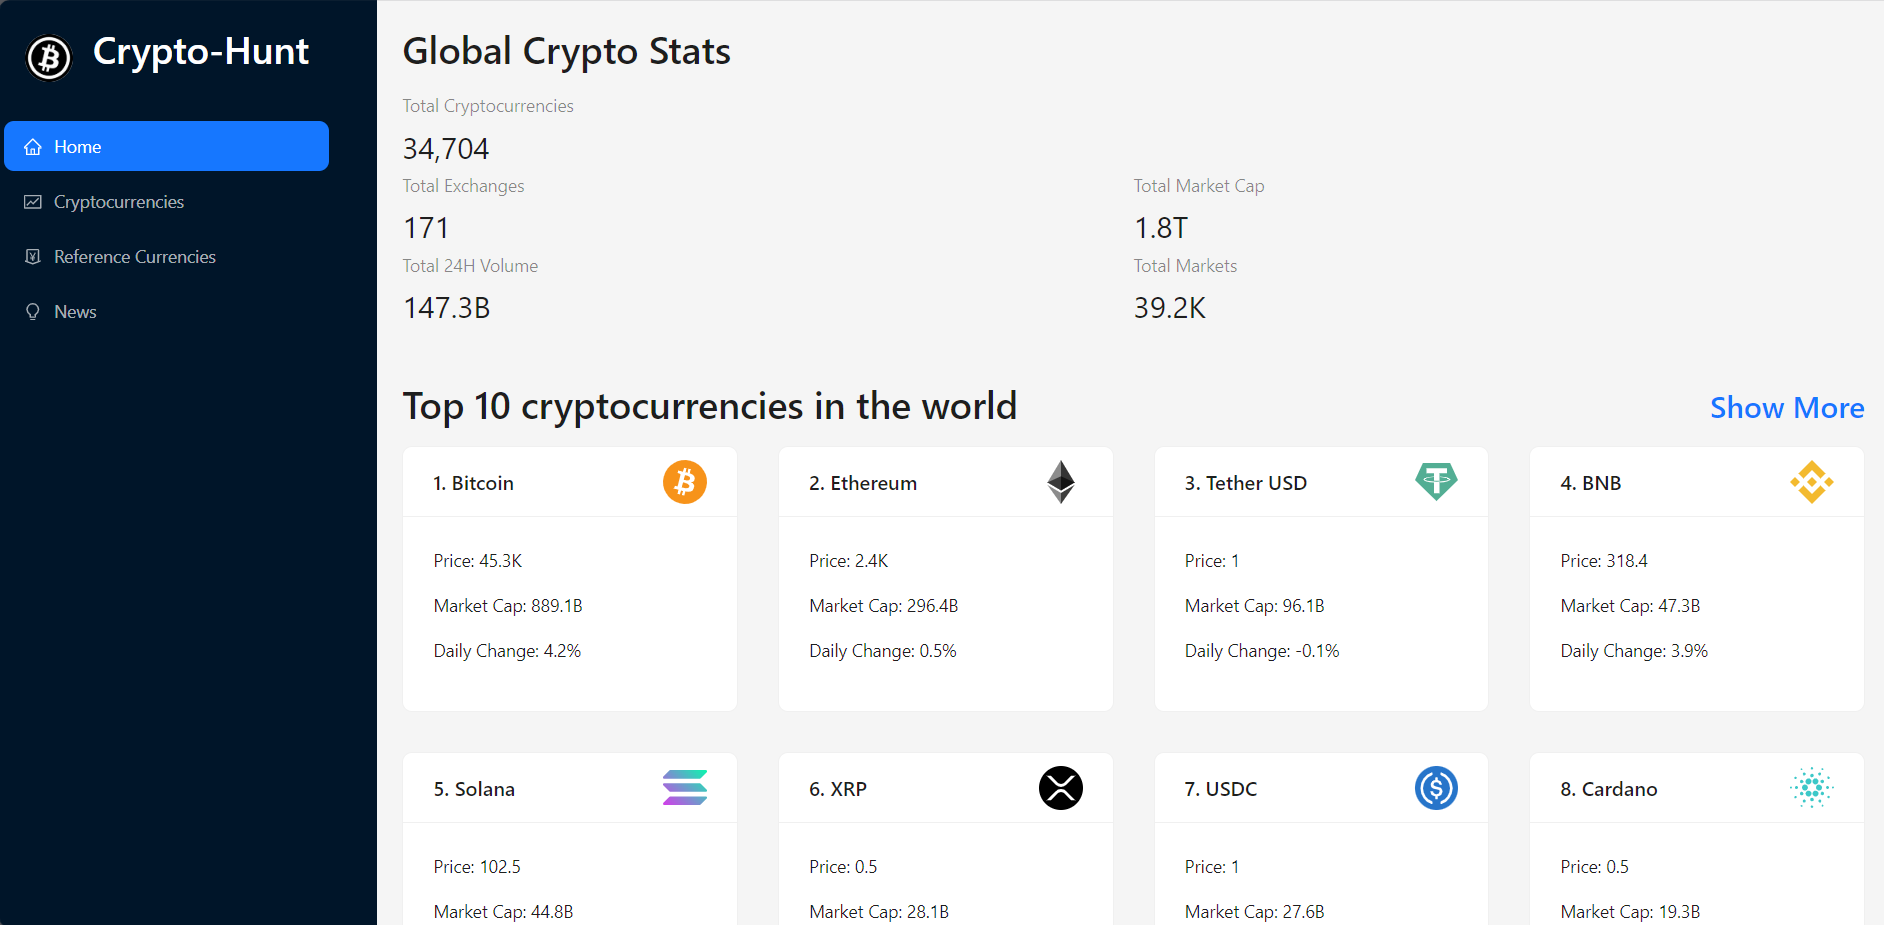 Crypto-Hunt
Home
Cryptocurrencies
Reference Currencies
News
Global Crypto Stats
Total Cryptocurrencies
34,704
Total Exchanges
171
Total Market Cap
1.8T
Total 24H Volume
147.3B
Total Markets
39.2K
Top 10 cryptocurrencies in the world
Show More
1. Bitcoin
Price: 45.3K
Market Cap: 889.1B
Daily Change: 4.2%
2. Ethereum
Price: 2.4K
Market Cap: 296.4B
Daily Change: 0.5%
3. Tether USD
Price: 1
Market Cap: 96.1B
Daily Change: -0.1%
4. BNB
Price: 318.4
Market Cap: 47.3B
Daily Change: 3.9%
5. Solana
Price: 102.5
Market Cap: 44.8B
6. XRP
Price: 0.5
Market Cap: 28.1B
7. USDC
Price: 1
Market Cap: 27.6B
8. Cardano
Price: 0.5
Market Cap: 19.3B